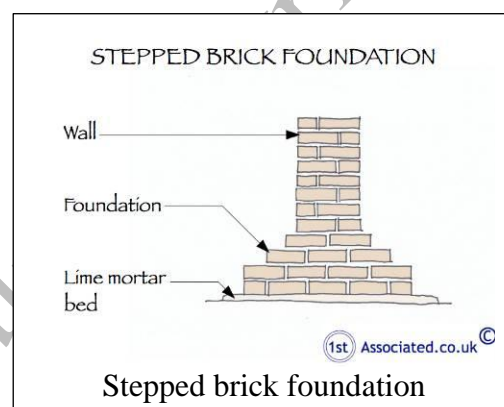 STEPPED BRICK FOUNDATION
Wall
Foundation
Lime mortar
bed
1st Associated.co.uk ©
Stepped brick foundation